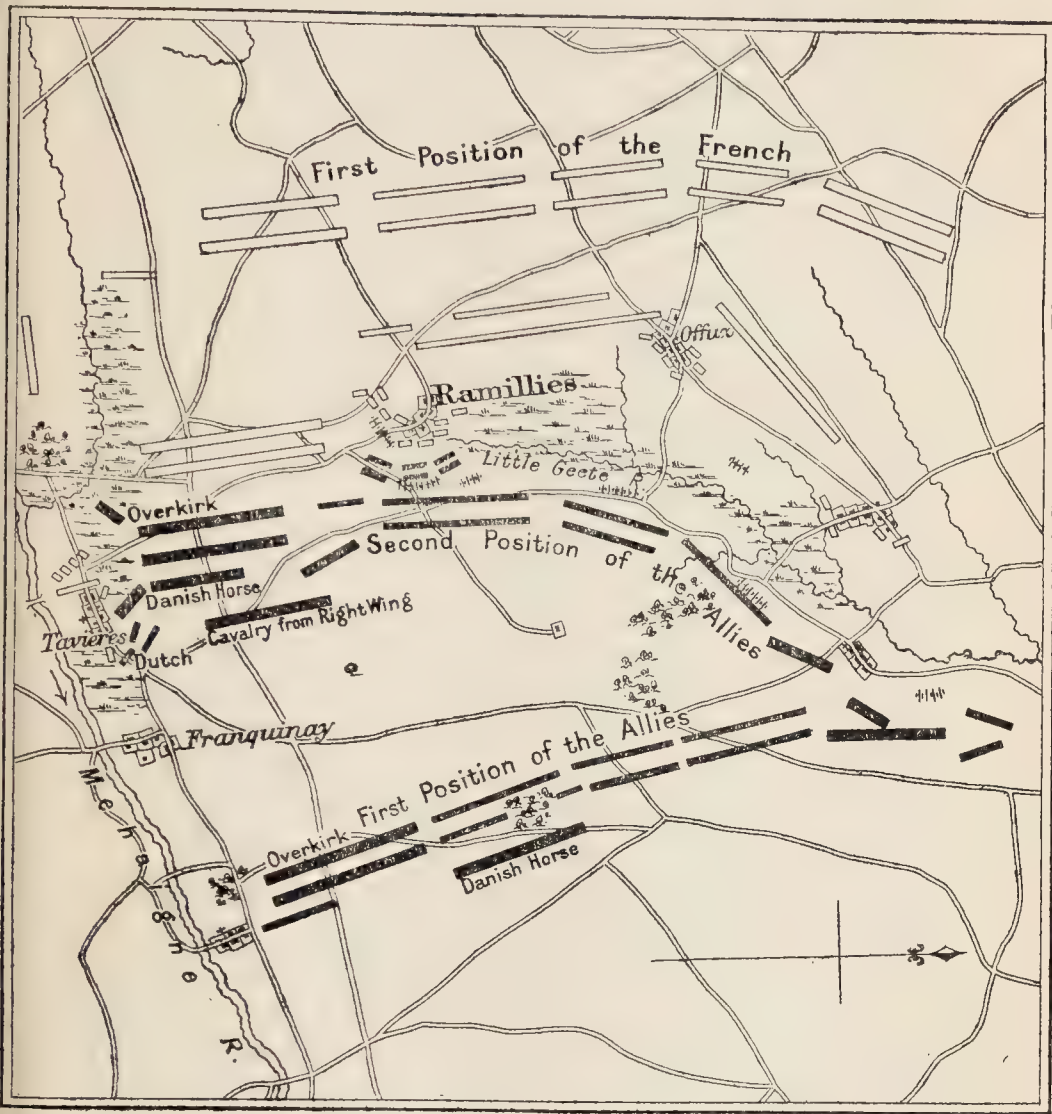 First Position of the French
Offux
Ramillies
Little Geete
Overkirk
Second Position of the Allies
Danish Horse
Cavalry from Right Wing
Tavières
Dutch
Franquinay
First Position of the Allies
Overkirk
Danish Horse
Mehagne R.